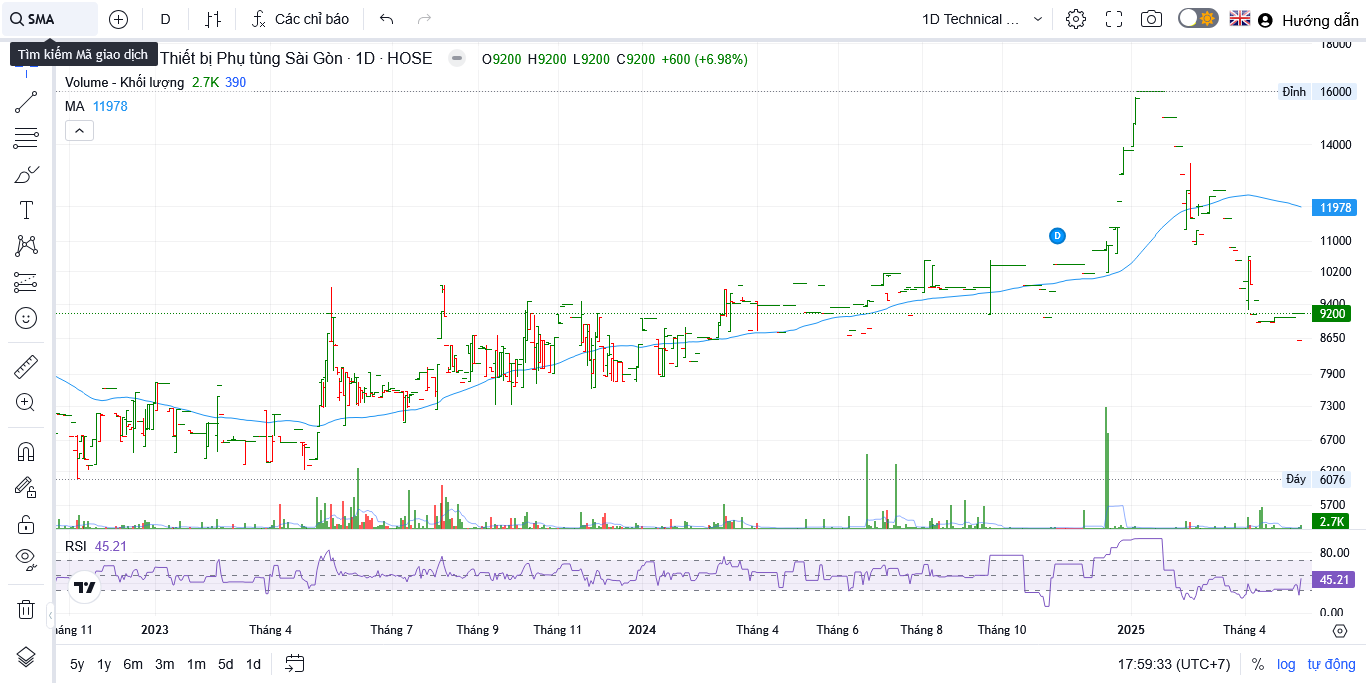 SMA
D
Các chỉ báo
1D Technical ...
Hướng dẫn
Tìm kiếm Mã giao dịch
Thiết bị Phụ tùng Sài Gòn · 1D · HOSE
O9200 H9200 L9200 C9200 +600 (+6.98%)
Volume - Khối lượng 2.7K 390
MA 11978
18000
Đỉnh 16000
14000
11978
D
11000
10200
9400
9200
8650
7900
7300
6700
6200
Đáy 6076
5700
2.7K
RSI 45.21
80.00
45.21
0.00
háng 11 2023 Tháng 4 Tháng 7 Tháng 9 Tháng 11 2024 Tháng 4 Tháng 6 Tháng 8 Tháng 10 2025 Tháng 4
5y 1y 6m 3m 1m 5d 1d
17:59:33 (UTC+7) % log tự động